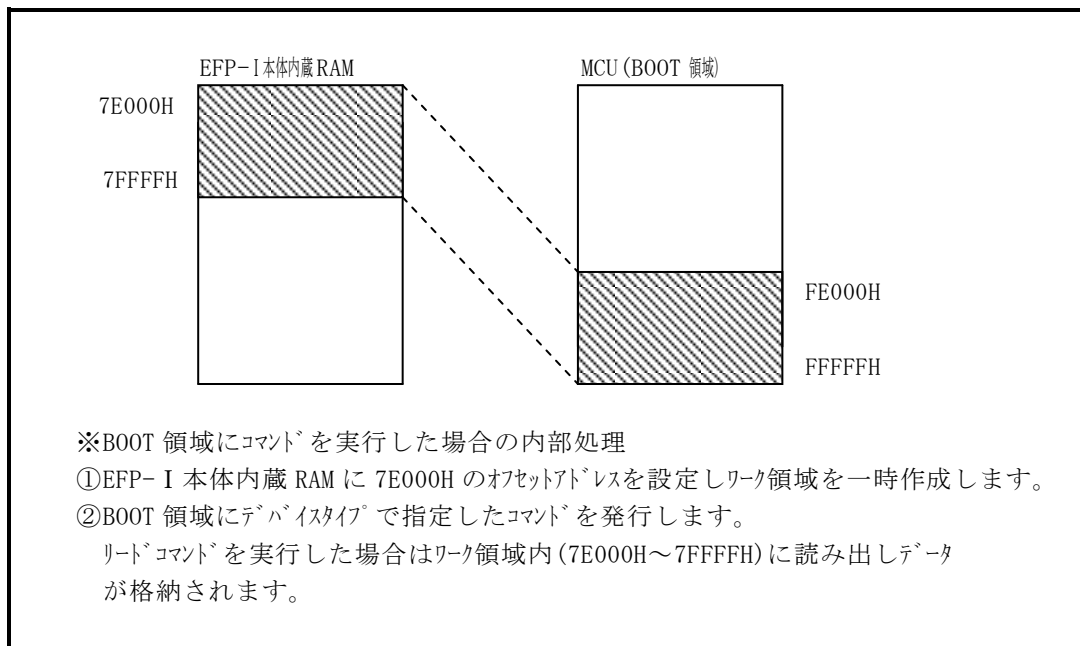 EFP-I本体内蔵RAM
MCU(BOOT 領域)
7E000H
7FFFFH
FE000H
FFFFFH
※BOOT 領域にコマンドを実行した場合の内部処理
①EFP-Ⅰ本体内蔵 RAM に 7E000H のオフセットアドレスを設定しワーク領域を一時作成します。
②BOOT 領域にデバイスタイプで指定したコマンドを発行します。
リードコマンドを実行した場合はワーク領域内(7E000H～7FFFFH)に読み出しデータ
が格納されます。